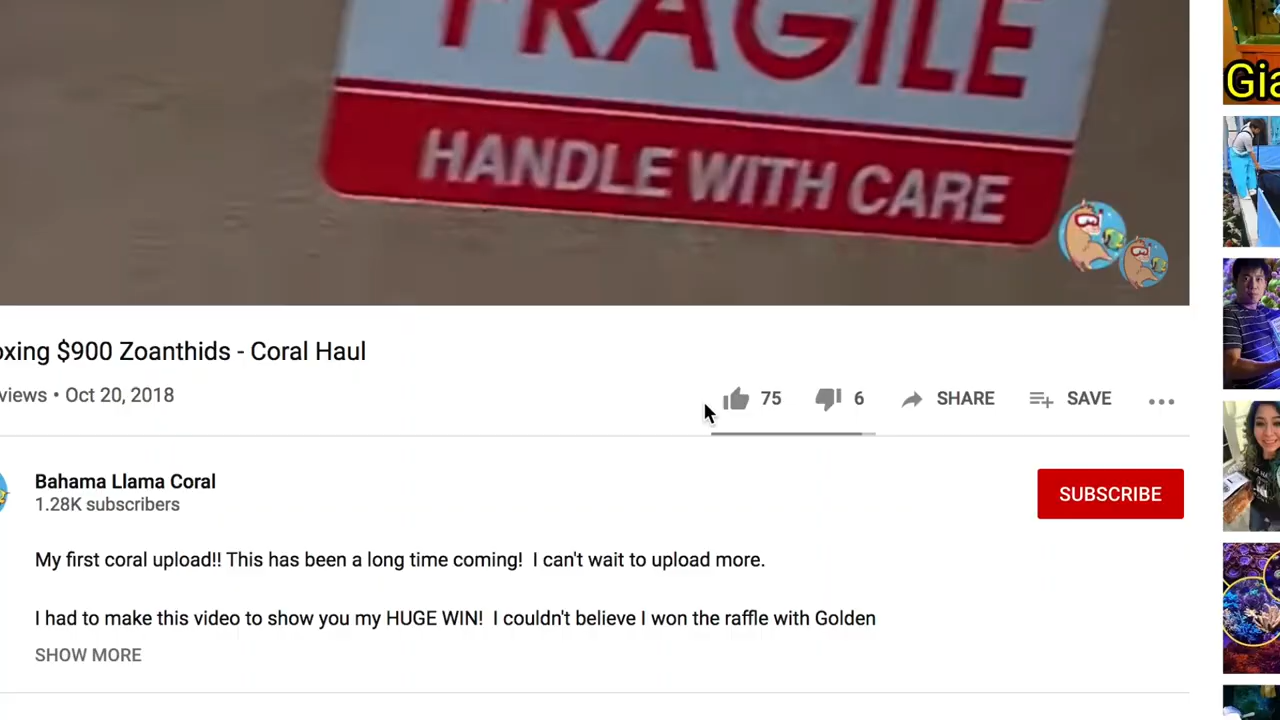 FRAGILE
HANDLE WITH CARE
Gia
oxing $900 Zoanthids - Coral Haul
views • Oct 20, 2018
75 6 SHARE SAVE
Bahama Llama Coral
1.28K subscribers
SUBSCRIBE
My first coral upload!! This has been a long time coming! I can't wait to upload more.
I had to make this video to show you my HUGE WIN! I couldn't believe I won the raffle with Golden
SHOW MORE